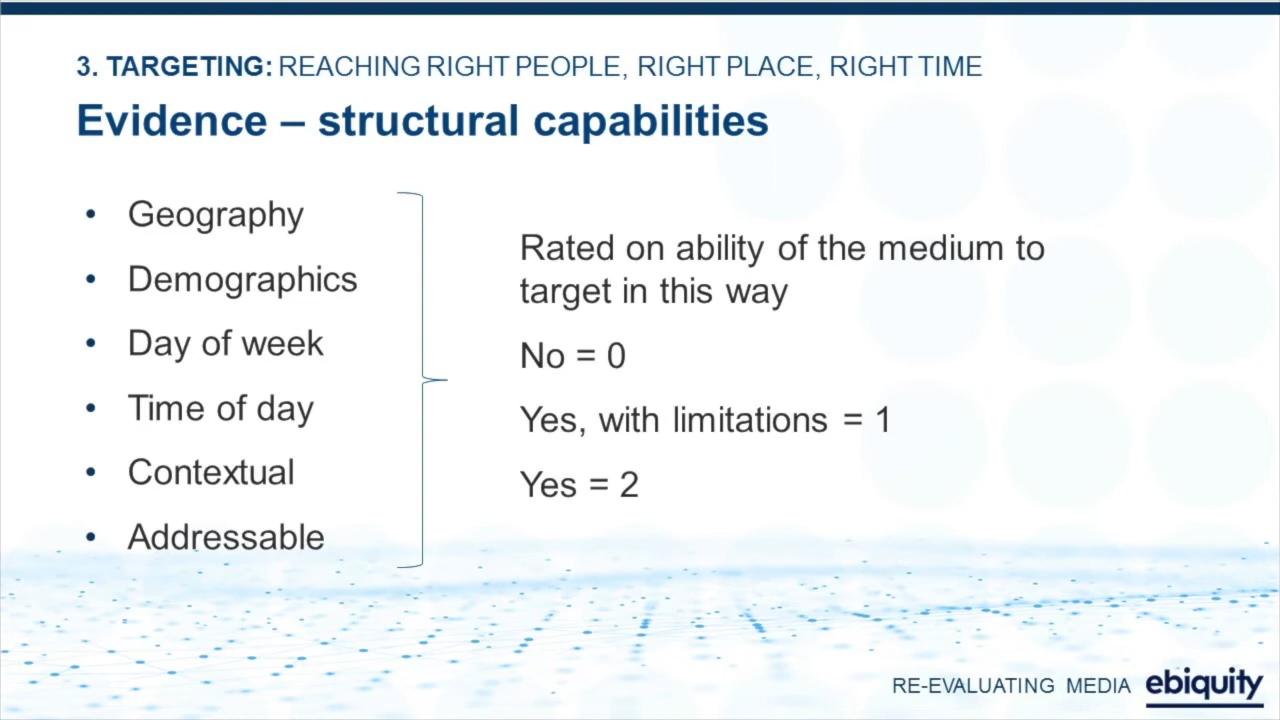 3. TARGETING: REACHING RIGHT PEOPLE, RIGHT PLACE, RIGHT TIME
Evidence – structural capabilities
• Geography
• Demographics
• Day of week
• Time of day
• Contextual
• Addressable
Rated on ability of the medium to
target in this way
No = 0
Yes, with limitations = 1
Yes = 2
RE-EVALUATING MEDIA ebiquity